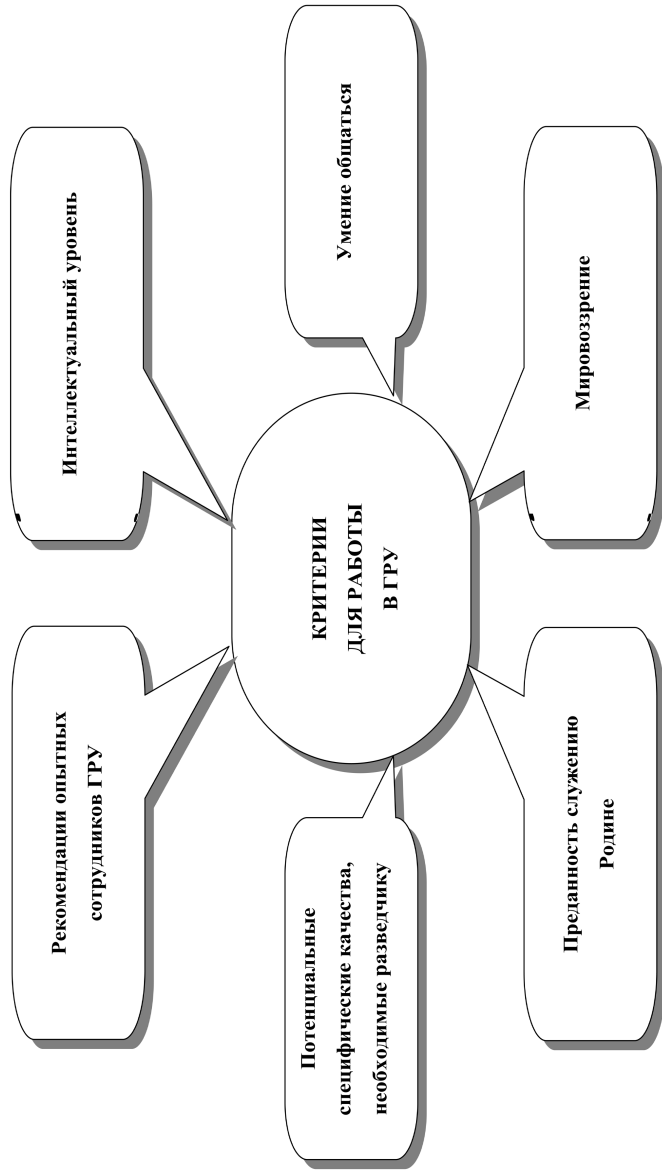 Рекомендации опытных
сотрудников ГРУ
Интеллектуальный уровень
Потенциальные
специфические качества,
необходимые разведчику
КРИТЕРИИ
ДЛЯ РАБОТЫ
В ГРУ
Умение общаться
Преданность служению
Родине
Мировоззрение